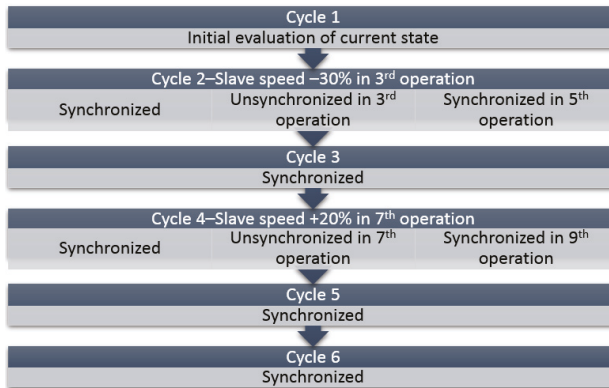 Cycle 1
Initial evaluation of current state
Cycle 2–Slave speed –30% in 3rd operation
Synchronized
Unsynchronized in 3rd
operation
Synchronized in 5th
operation
Cycle 3
Synchronized
Cycle 4–Slave speed +20% in 7th operation
Synchronized
Unsynchronized in 7th
operation
Synchronized in 9th
operation
Cycle 5
Synchronized
Cycle 6
Synchronized